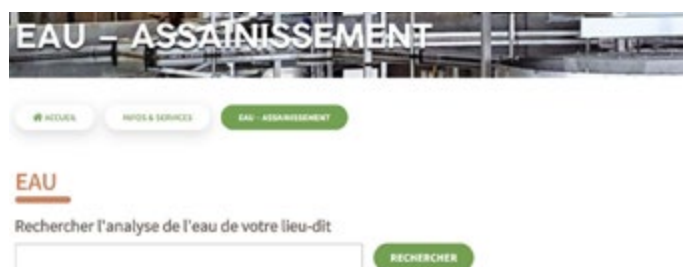 EAU – ASSAINISSEMENT
ACCUEIL INFOS & SERVICES EAU - ASSAINISSEMENT
EAU
Rechercher l'analyse de l'eau de votre lieu-dit
RECHERCHER